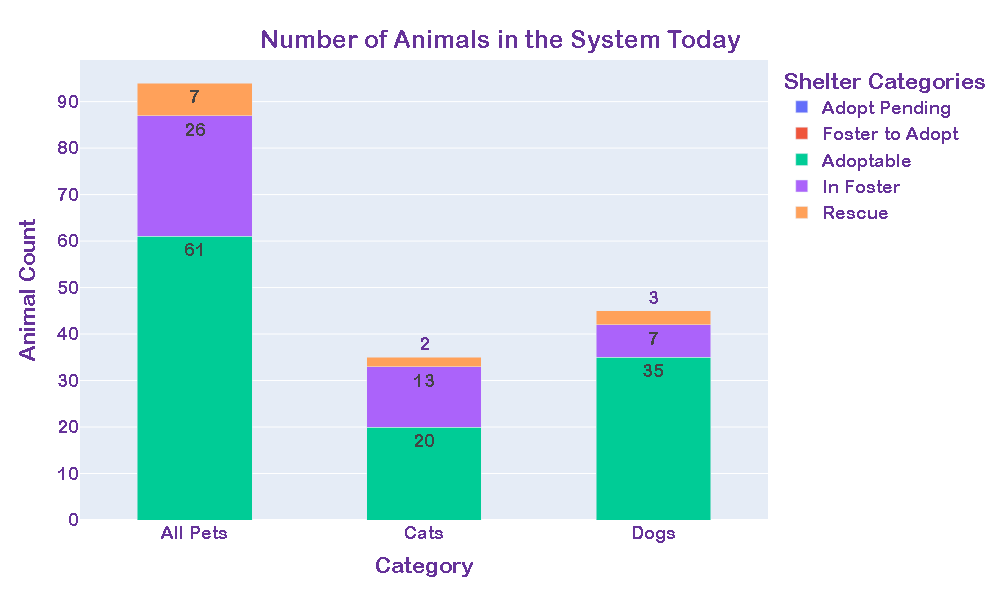 Number of Animals in the System Today
Shelter Categories
Adopt Pending
Foster to Adopt
Adoptable
In Foster
Rescue
Animal Count
90
80
70
60
50
40
30
20
10
0
7
26
61
2
13
20
3
7
35
All Pets
Cats
Dogs
Category